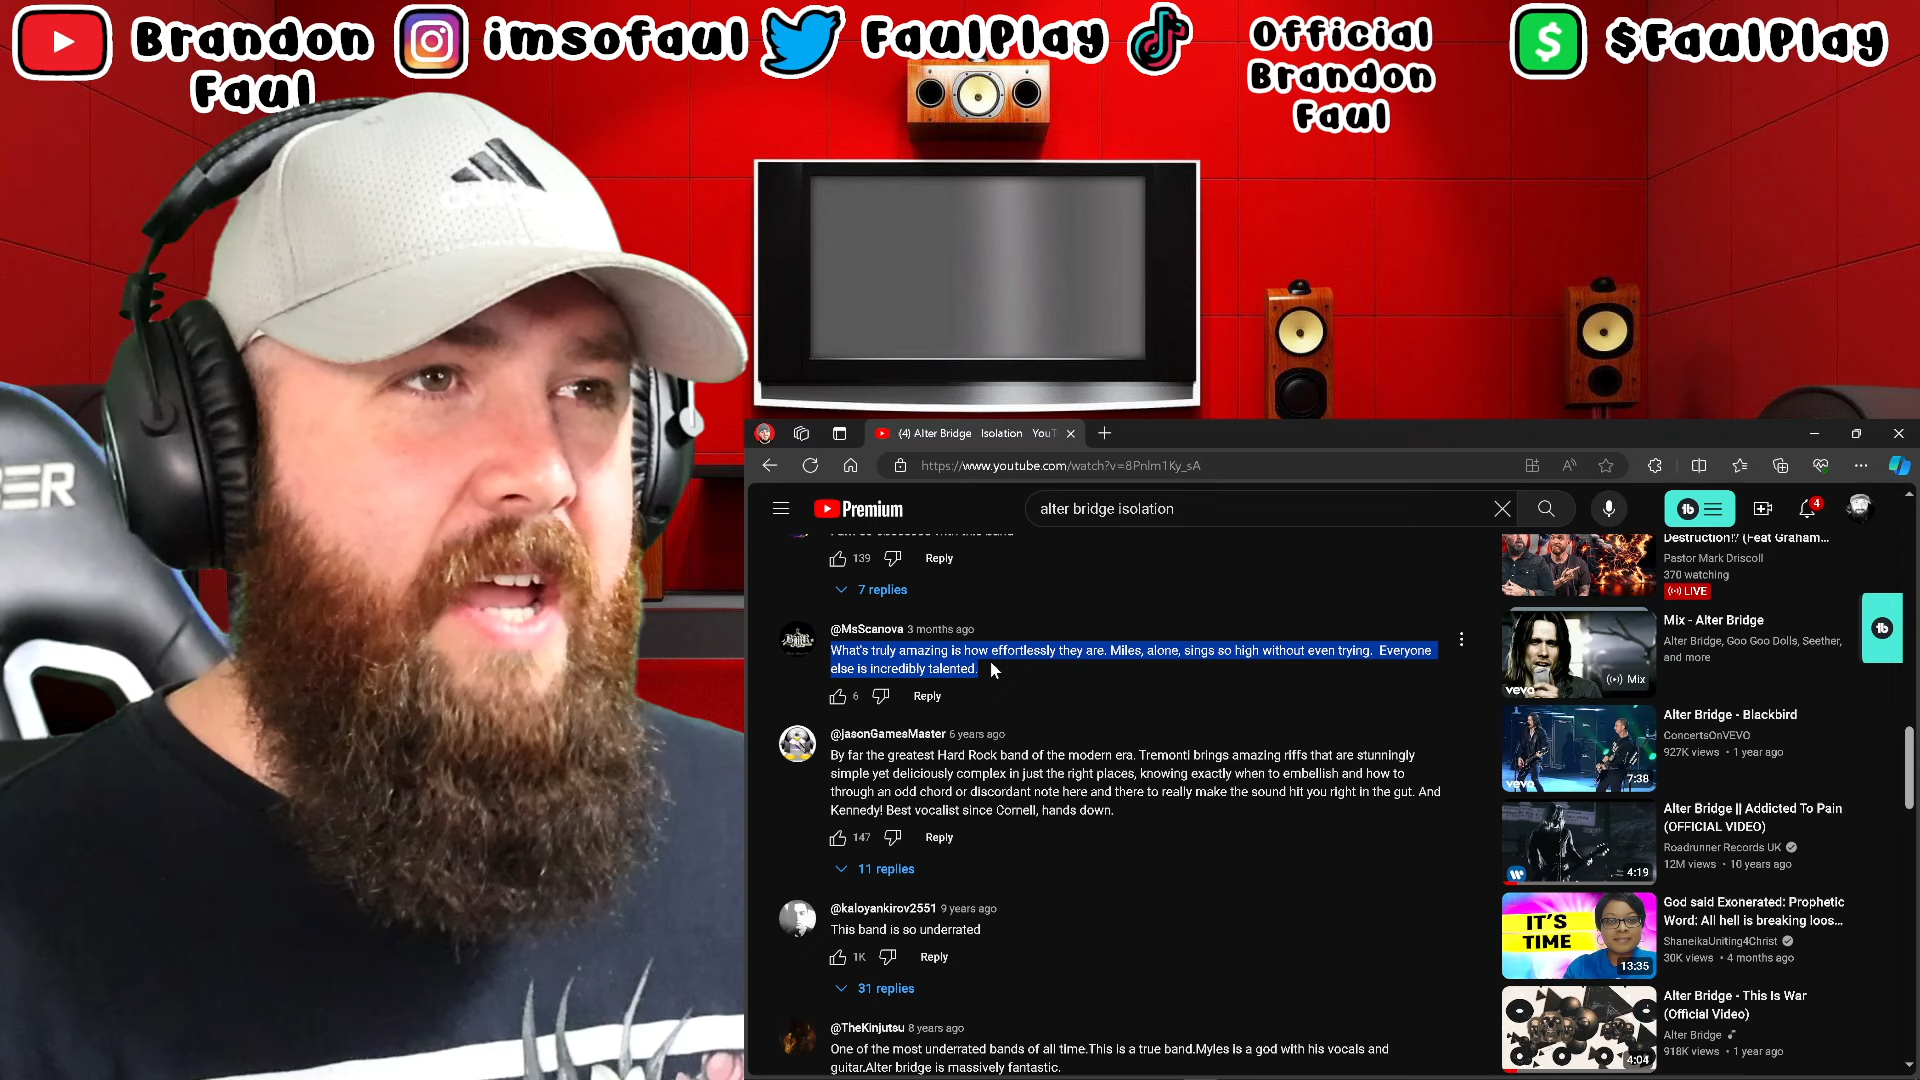 Brandon
Faul
imsofaul
FaulPlay
Official
Brandon
Faul
$
$FaulPlay
adidas
(4) Alter Bridge Isolation YouT
https://www.youtube.com/watch?v=8Pnlm1Ky_sA
Premium
alter bridge isolation
4
139
Reply
7 replies
@MsScanova 3 months ago
What's truly amazing is how effortlessly they are. Miles, alone, sings so high without even trying. Everyone
else is incredibly talented.
6
Reply
@jasonGamesMaster 6 years ago
By far the greatest Hard Rock band of the modern era. Tremonti brings amazing riffs that are stunningly
simple yet deliciously complex in just the right places, knowing exactly when to embellish and how to
through an odd chord or discordant note here and there to really make the sound hit you right in the gut. And
Kennedy! Best vocalist since Cornell, hands down.
147
Reply
11 replies
@kaloyankirov2551 9 years ago
This band is so underrated
1K
Reply
31 replies
@TheKinjutsu 8 years ago
One of the most underrated bands of all time.This is a true band.Myles is a god with his vocals and
guitar.Alter bridge is massively fantastic.
Destruction!? (Feat Graham...
Pastor Mark Driscoll
370 watching
LIVE
Mix - Alter Bridge
Alter Bridge, Goo Goo Dolls, Seether,
and more
vevo
Mix
Alter Bridge - Blackbird
ConcertsOnVEVO
927K views • 1 year ago
vevo
7:38
Alter Bridge || Addicted To Pain
(OFFICIAL VIDEO)
Roadrunner Records UK
12M views • 10 years ago
4:19
God said Exonerated: Prophetic
Word: All hell is breaking loos...
ShaneikaUniting4Christ
30K views • 4 months ago
IT'S
TIME
13:35
Alter Bridge - This Is War
(Official Video)
Alter Bridge
918K views • 1 year ago
4:04